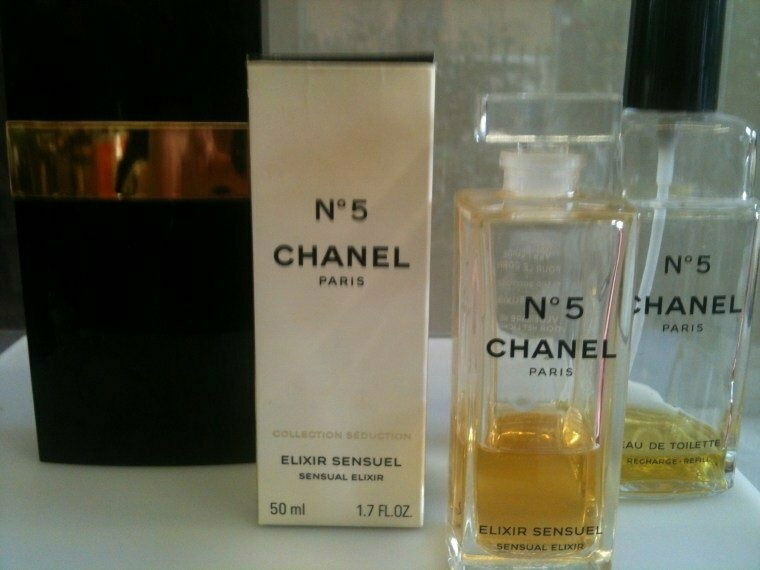 N° 5
CHANEL
PARIS
COLLECTION SÉDUCTION
ELIXIR SENSUEL
SENSUAL ELIXIR
50 ml 1.7 FL.OZ.
N° 5
CHANEL
PARIS
ELIXIR SENSUEL
SENSUAL ELIXIR
N° 5
CHANEL
PARIS
EAU DE TOILETTE
RECHARGE - REFILL